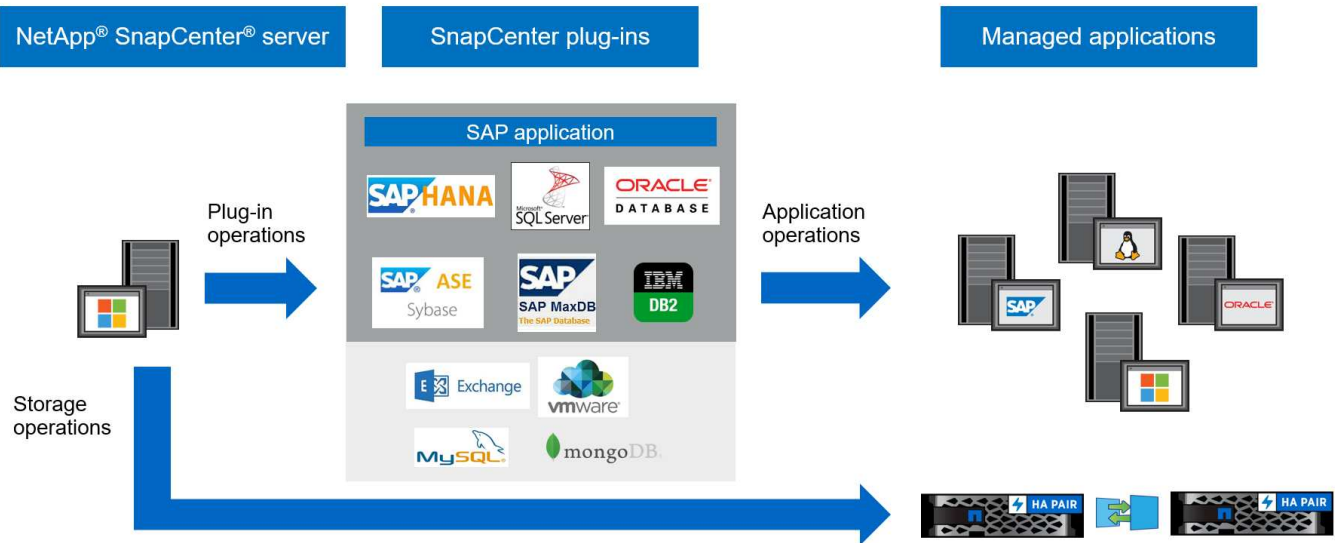 NetApp® SnapCenter® server
SnapCenter plug-ins
Managed applications
SAP application
SAP HANA
Microsoft®
SQL Server®
ORACLE®
DATABASE
Plug-in
operations
Application
operations
SAP® ASE
Sybase
SAP
SAP MaxDB
The SAP Database
IBM
DB2
SAP
ORACLE®
Storage
operations
E Exchange
vmware®
MySQL®
mongoDB®
HA PAIR
HA PAIR